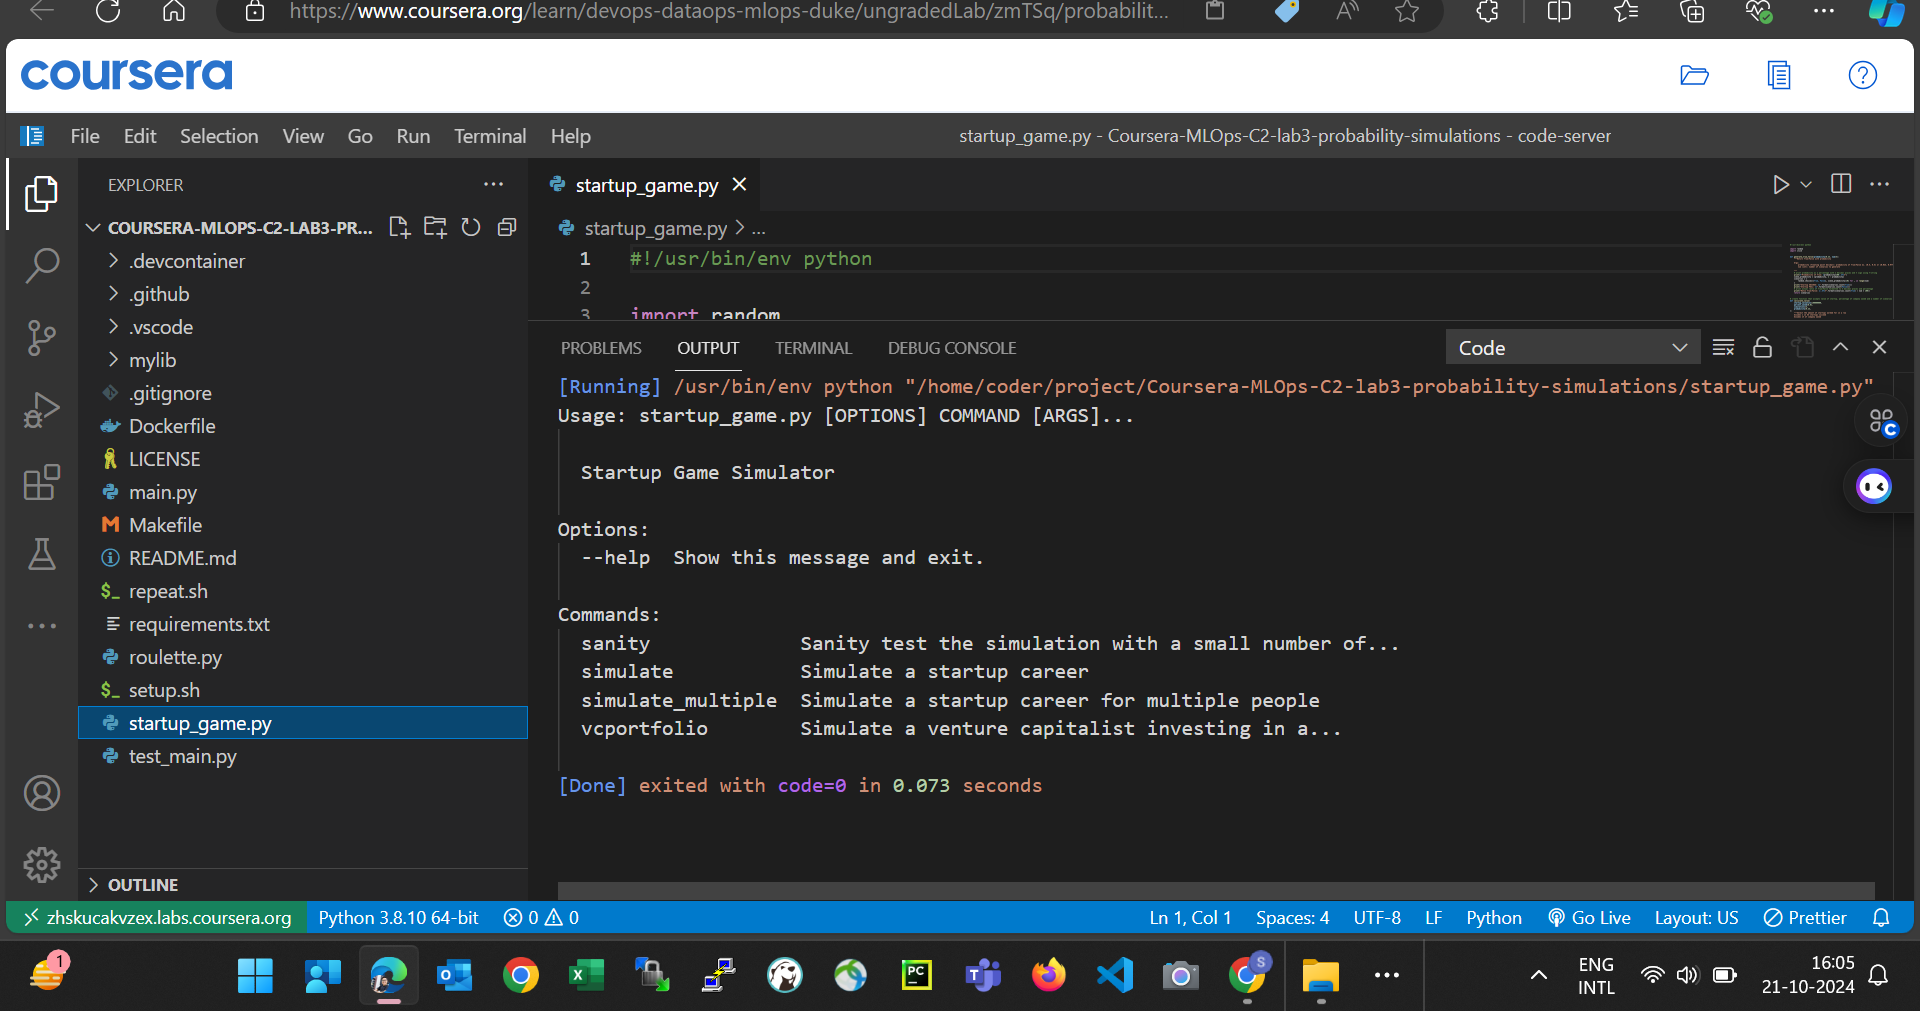 https://www.coursera.org/learn/devops-dataops-mlops-duke/ungradedLab/zmTSq/probabilit...
coursera
File Edit Selection View Go Run Terminal Help
startup_game.py - Coursera-MLOps-C2-lab3-probability-simulations - code-server
EXPLORER
COURSERA-MLOPS-C2-LAB3-PR...
.devcontainer
.github
.vscode
mylib
.gitignore
Dockerfile
LICENSE
main.py
Makefile
README.md
repeat.sh
requirements.txt
roulette.py
setup.sh
startup_game.py
test_main.py
OUTLINE
startup_game.py
startup_game.py > ...
1 #!/usr/bin/env python
2
3 import random
PROBLEMS OUTPUT TERMINAL DEBUG CONSOLE
Code
[Running] /usr/bin/env python "/home/coder/project/Coursera-MLOps-C2-lab3-probability-simulations/startup_game.py"
Usage: startup_game.py [OPTIONS] COMMAND [ARGS]...
Startup Game Simulator
Options:
--help Show this message and exit.
Commands:
sanity Sanity test the simulation with a small number of...
simulate Simulate a startup career
simulate_multiple Simulate a startup career for multiple people
vcportfolio Simulate a venture capitalist investing in a...
[Done] exited with code=0 in 0.073 seconds
zhskucakvzex.labs.coursera.org Python 3.8.10 64-bit 0 0
Ln 1, Col 1 Spaces: 4 UTF-8 LF Python Go Live Layout: US Prettier
1
PC
S
ENG
INTL
16:05
21-10-2024